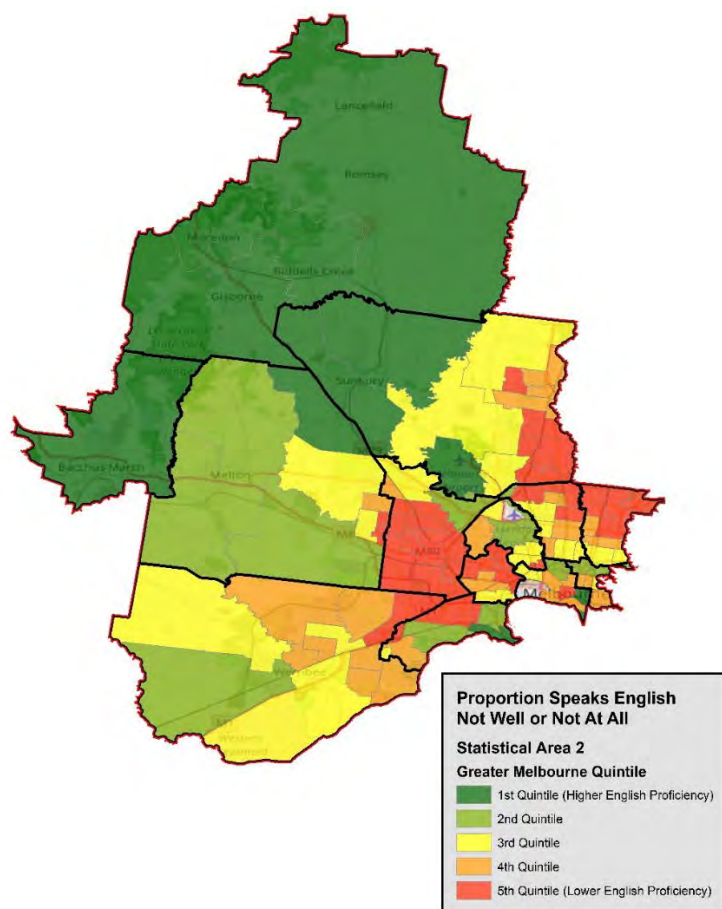 Lancefield
Romsey
Macedon
Riddells Creek
Gisborne
Sunbury
Bacchus Marsh
Melton
Melbourne
Werribee
Proportion Speaks English
Not Well or Not At All
Statistical Area 2
Greater Melbourne Quintile
1st Quintile (Higher English Proficiency)
2nd Quintile
3rd Quintile
4th Quintile
5th Quintile (Lower English Proficiency)